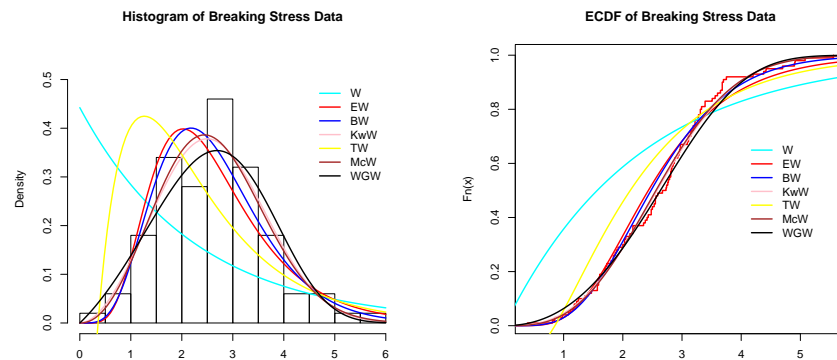 Histogram of Breaking Stress Data
Density
0.0
0.1
0.2
0.3
0.4
0.5
0
1
2
3
4
5
6
W
EW
BW
KwW
TW
McW
WGW
ECDF of Breaking Stress Data
Fn(x)
0.0
0.2
0.4
0.6
0.8
1.0
1
2
3
4
5
W
EW
BW
KwW
TW
McW
WGW